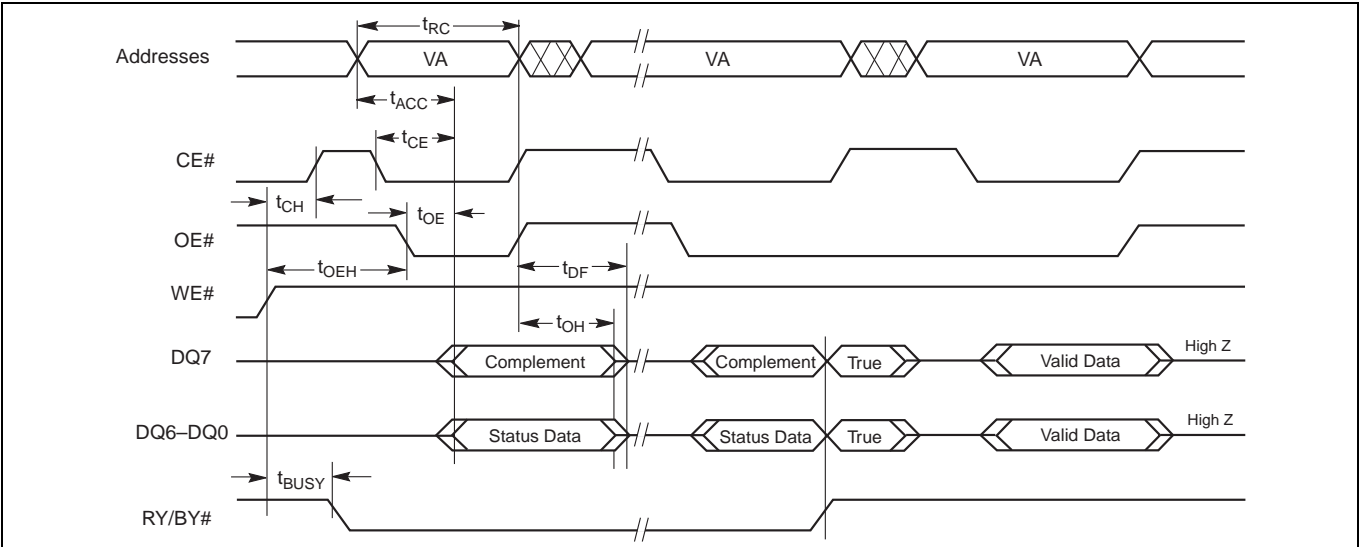 tRC
Addresses VA VA VA
tACC
tCE
CE#
tCH tOE
OE#
tOEH tDF
WE#
tOH
DQ7 Complement Complement True Valid Data High Z
DQ6–DQ0 Status Data Status Data True Valid Data High Z
tBUSY
RY/BY#